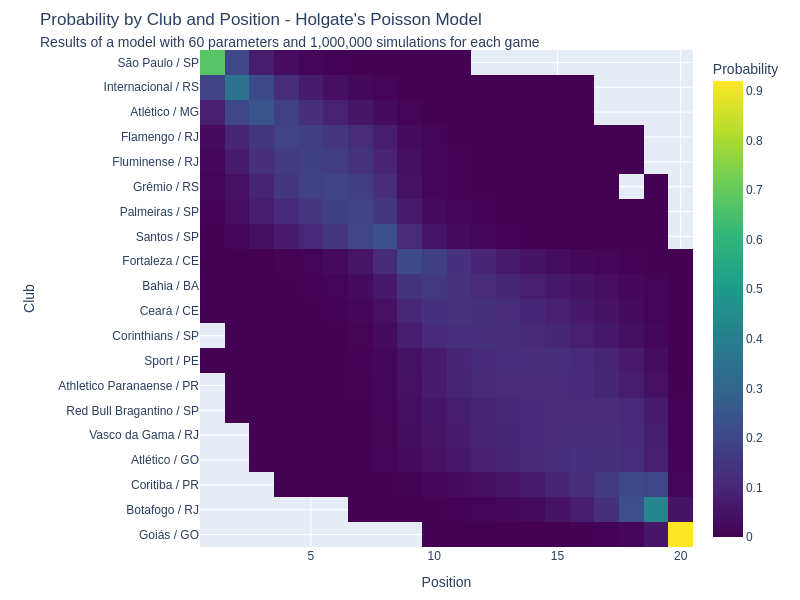 Probability by Club and Position - Holgate's Poisson Model
Results of a model with 60 parameters and 1,000,000 simulations for each game
Probability
São Paulo / SP
Internacional / RS
Atlético / MG
Flamengo / RJ
Fluminense / RJ
Grêmio / RS
Palmeiras / SP
Santos / SP
Fortaleza / CE
Bahia / BA
Ceará / CE
Corinthians / SP
Sport / PE
Athletico Paranaense / PR
Red Bull Bragantino / SP
Vasco da Gama / RJ
Atlético / GO
Coritiba / PR
Botafogo / RJ
Goiás / GO
Club
5
10
15
20
Position
0.9
0.8
0.7
0.6
0.5
0.4
0.3
0.2
0.1
0